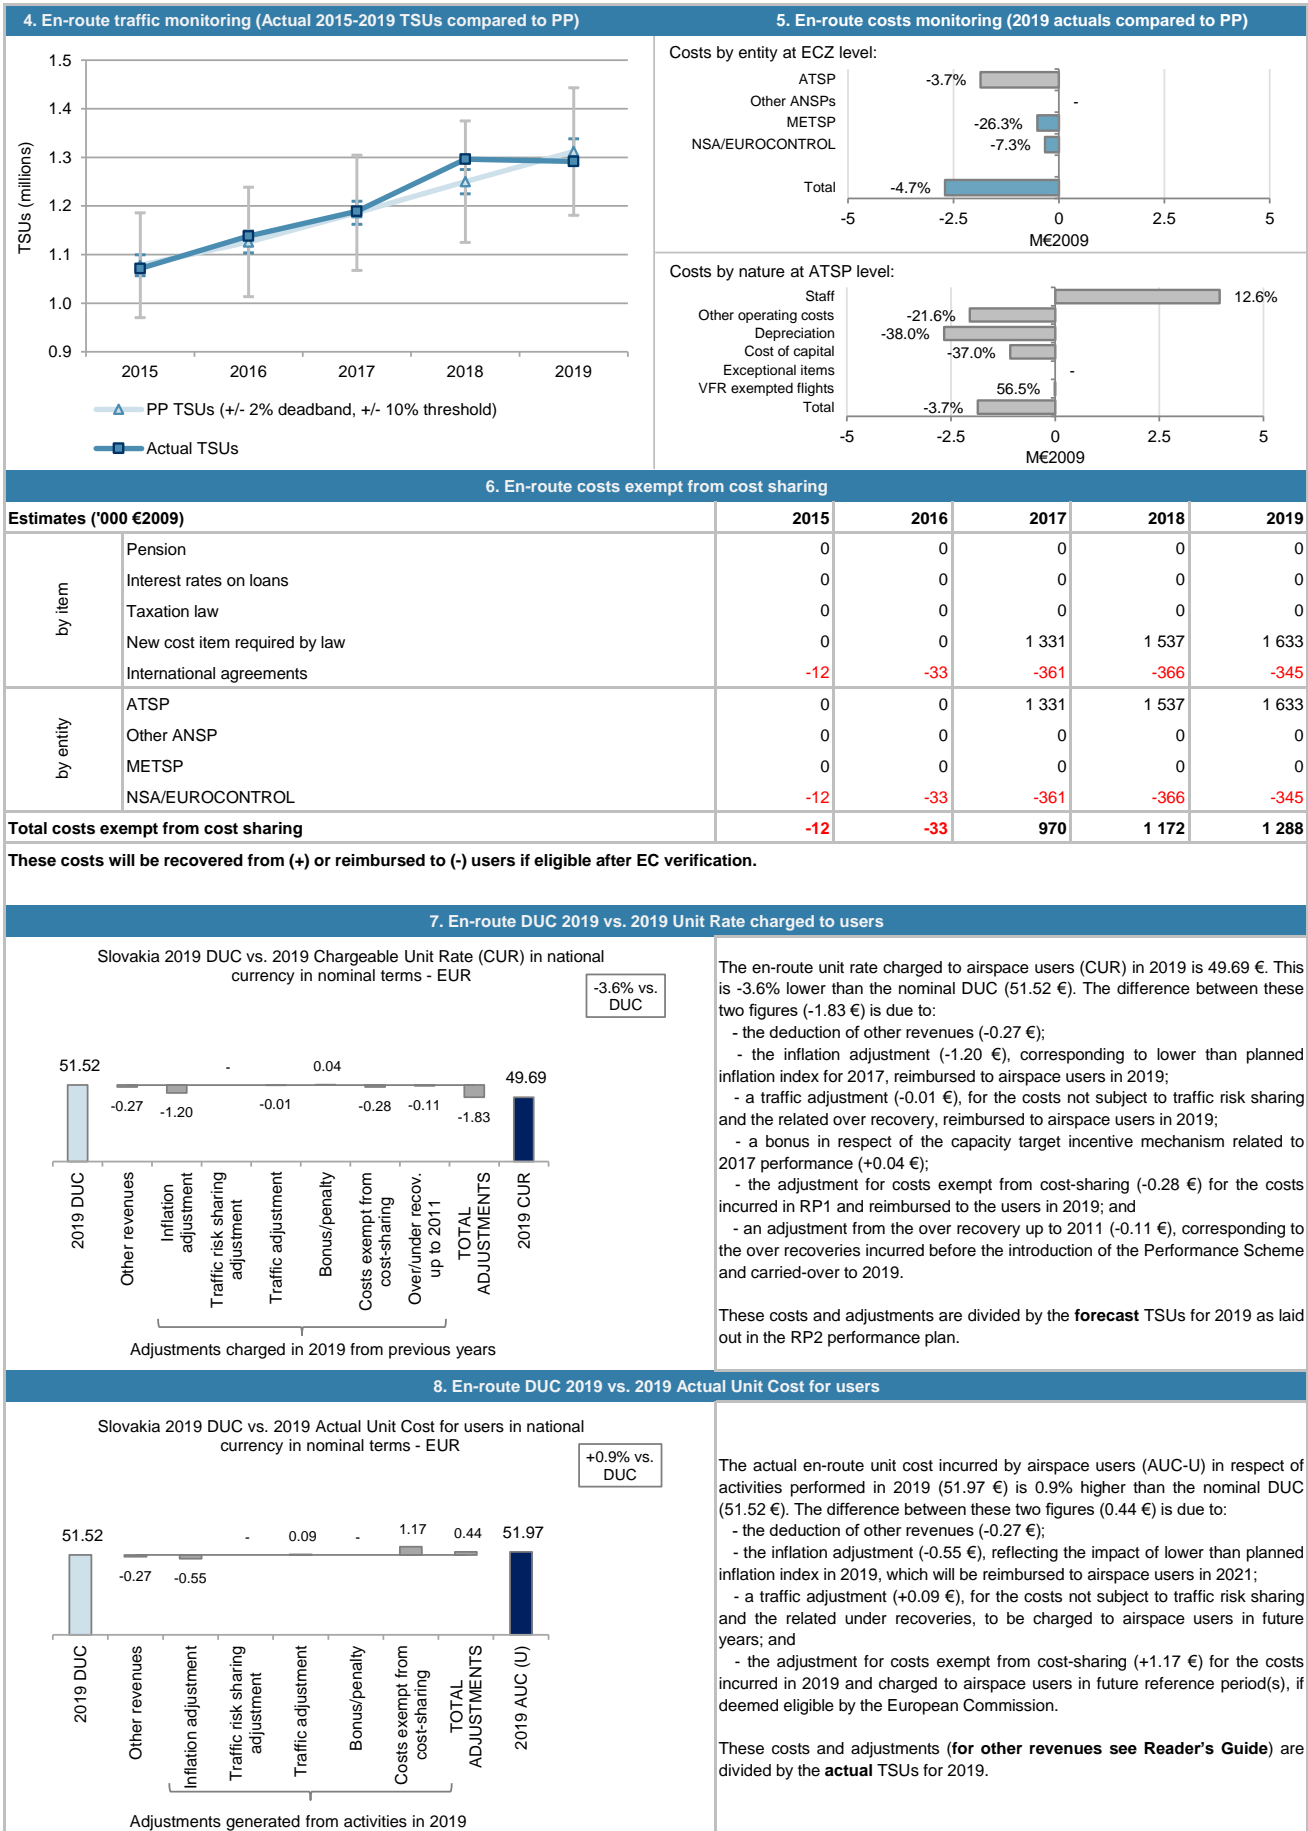 4. En-route traffic monitoring (Actual 2015-2019 TSUs compared to PP)
1.5
1.4
1.3
1.2
1.1
1.0
0.9
TSUs (millions)
2015 2016 2017 2018 2019
PP TSUs (+/- 2% deadband, +/- 10% threshold)
Actual TSUs
5. En-route costs monitoring (2019 actuals compared to PP)
Costs by entity at ECZ level:
ATSP -3.7%
Other ANSPs -
METSP -26.3%
NSA/EUROCONTROL -7.3%
Total -4.7%
-5 -2.5 0 2.5 5
M€2009
Costs by nature at ATSP level:
Staff 12.6%
Other operating costs -21.6%
Depreciation -38.0%
Cost of capital -37.0%
Exceptional items -
VFR exempted flights 56.5%
Total -3.7%
-5 -2.5 0 2.5 5
M€2009
6. En-route costs exempt from cost sharing
Estimates ('000 €2009) 2015 2016 2017 2018 2019
by item
Pension 0 0 0 0 0
Interest rates on loans 0 0 0 0 0
Taxation law 0 0 0 0 0
New cost item required by law 0 0 1 331 1 537 1 633
International agreements -12 -33 -361 -366 -345
by entity
ATSP 0 0 1 331 1 537 1 633
Other ANSP 0 0 0 0 0
METSP 0 0 0 0 0
NSA/EUROCONTROL -12 -33 -361 -366 -345
Total costs exempt from cost sharing -12 -33 970 1 172 1 288
These costs will be recovered from (+) or reimbursed to (-) users if eligible after EC verification.
7. En-route DUC 2019 vs. 2019 Unit Rate charged to users
Slovakia 2019 DUC vs. 2019 Chargeable Unit Rate (CUR) in national
currency in nominal terms - EUR
-3.6% vs.
DUC
51.52 -0.27 -1.20 - -0.01 0.04 -0.28 -0.11 -1.83 49.69
2019 DUC
Other revenues
Inflation
adjustment
Traffic risk sharing
adjustment
Traffic adjustment
Bonus/penalty
Costs exempt from
cost-sharing
Over/under recov.
up to 2011
TOTAL
ADJUSTMENTS
2019 CUR
Adjustments charged in 2019 from previous years
The en-route unit rate charged to airspace users (CUR) in 2019 is 49.69 €. This
is -3.6% lower than the nominal DUC (51.52 €). The difference between these
two figures (-1.83 €) is due to:
- the deduction of other revenues (-0.27 €);
- the inflation adjustment (-1.20 €), corresponding to lower than planned
inflation index for 2017, reimbursed to airspace users in 2019;
- a traffic adjustment (-0.01 €), for the costs not subject to traffic risk sharing
and the related over recovery, reimbursed to airspace users in 2019;
- a bonus in respect of the capacity target incentive mechanism related to
2017 performance (+0.04 €);
- the adjustment for costs exempt from cost-sharing (-0.28 €) for the costs
incurred in RP1 and reimbursed to the users in 2019; and
- an adjustment from the over recovery up to 2011 (-0.11 €), corresponding to
the over recoveries incurred before the introduction of the Performance Scheme
and carried-over to 2019.
These costs and adjustments are divided by the forecast TSUs for 2019 as laid
out in the RP2 performance plan.
8. En-route DUC 2019 vs. 2019 Actual Unit Cost for users
Slovakia 2019 DUC vs. 2019 Actual Unit Cost for users in national
currency in nominal terms - EUR
+0.9% vs.
DUC
51.52 -0.27 -0.55 - 0.09 - 1.17 0.44 51.97
2019 DUC
Other revenues
Inflation adjustment
Traffic risk sharing
adjustment
Traffic adjustment
Bonus/penalty
Costs exempt from
cost-sharing
TOTAL
ADJUSTMENTS
2019 AUC (U)
Adjustments generated from activities in 2019
The actual en-route unit cost incurred by airspace users (AUC-U) in respect of
activities performed in 2019 (51.97 €) is 0.9% higher than the nominal DUC
(51.52 €). The difference between these two figures (0.44 €) is due to:
- the deduction of other revenues (-0.27 €);
- the inflation adjustment (-0.55 €), reflecting the impact of lower than planned
inflation index in 2019, which will be reimbursed to airspace users in 2021;
- a traffic adjustment (+0.09 €), for the costs not subject to traffic risk sharing
and the related under recoveries, to be charged to airspace users in future
years; and
- the adjustment for costs exempt from cost-sharing (+1.17 €) for the costs
incurred in 2019 and charged to airspace users in future reference period(s), if
deemed eligible by the European Commission.
These costs and adjustments (for other revenues see Reader's Guide) are
divided by the actual TSUs for 2019.